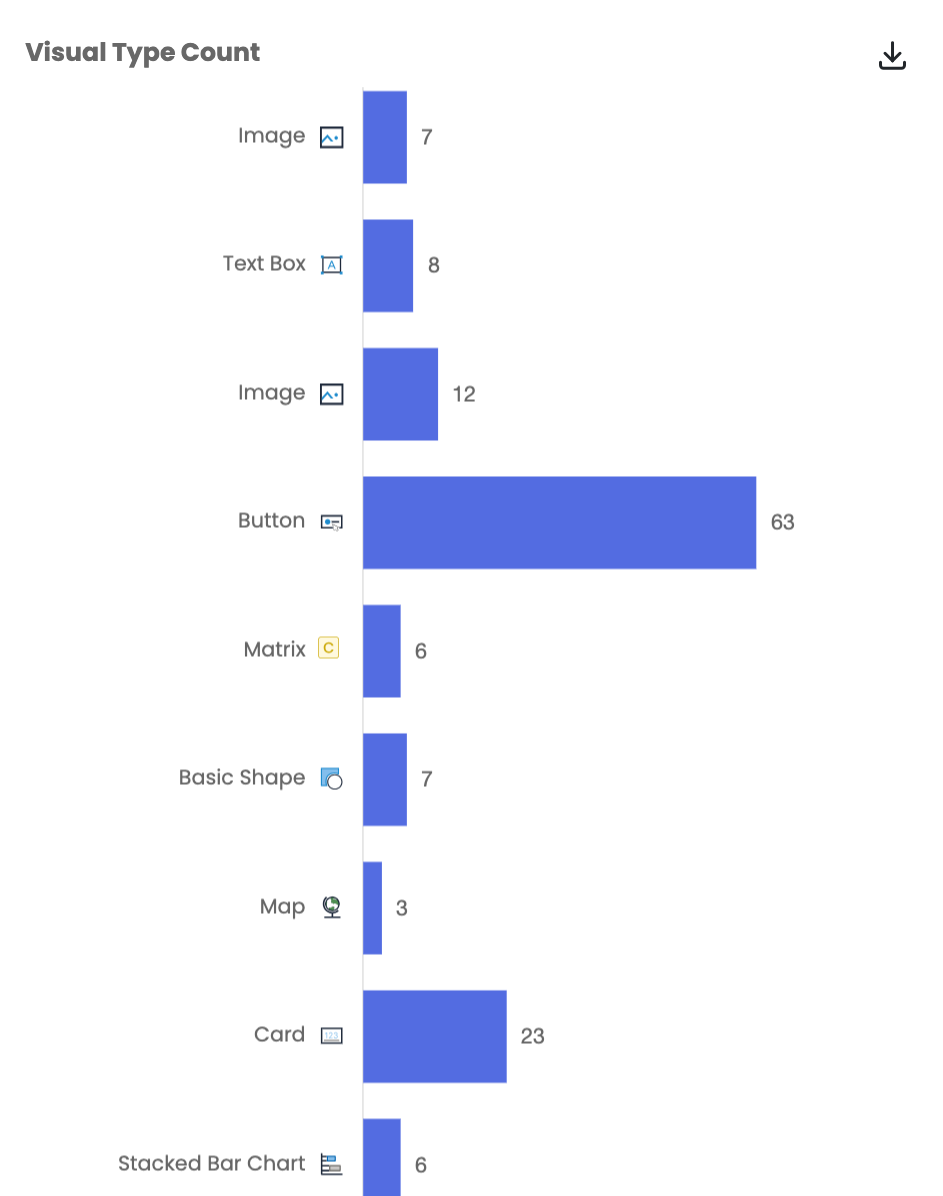 Visual Type Count
Image 7
Text Box A 8
Image 12
Button 63
Matrix C 6
Basic Shape 7
Map 3
Card 123 23
Stacked Bar Chart 6